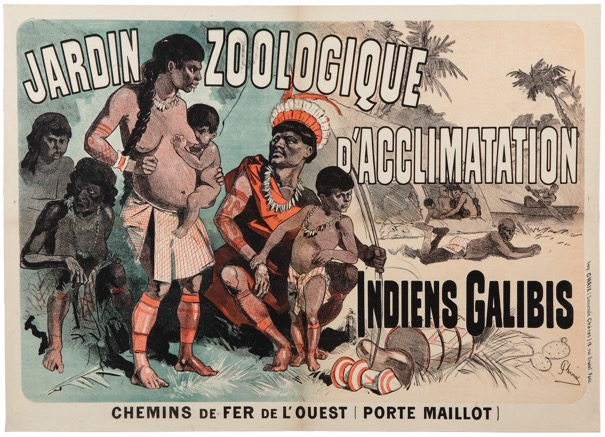 JARDIN ZOOLOGIQUE
D'ACCLIMATATION
INDIENS GALIBIS
CHEMINS DE FER DE L'OUEST (PORTE MAILLOT)